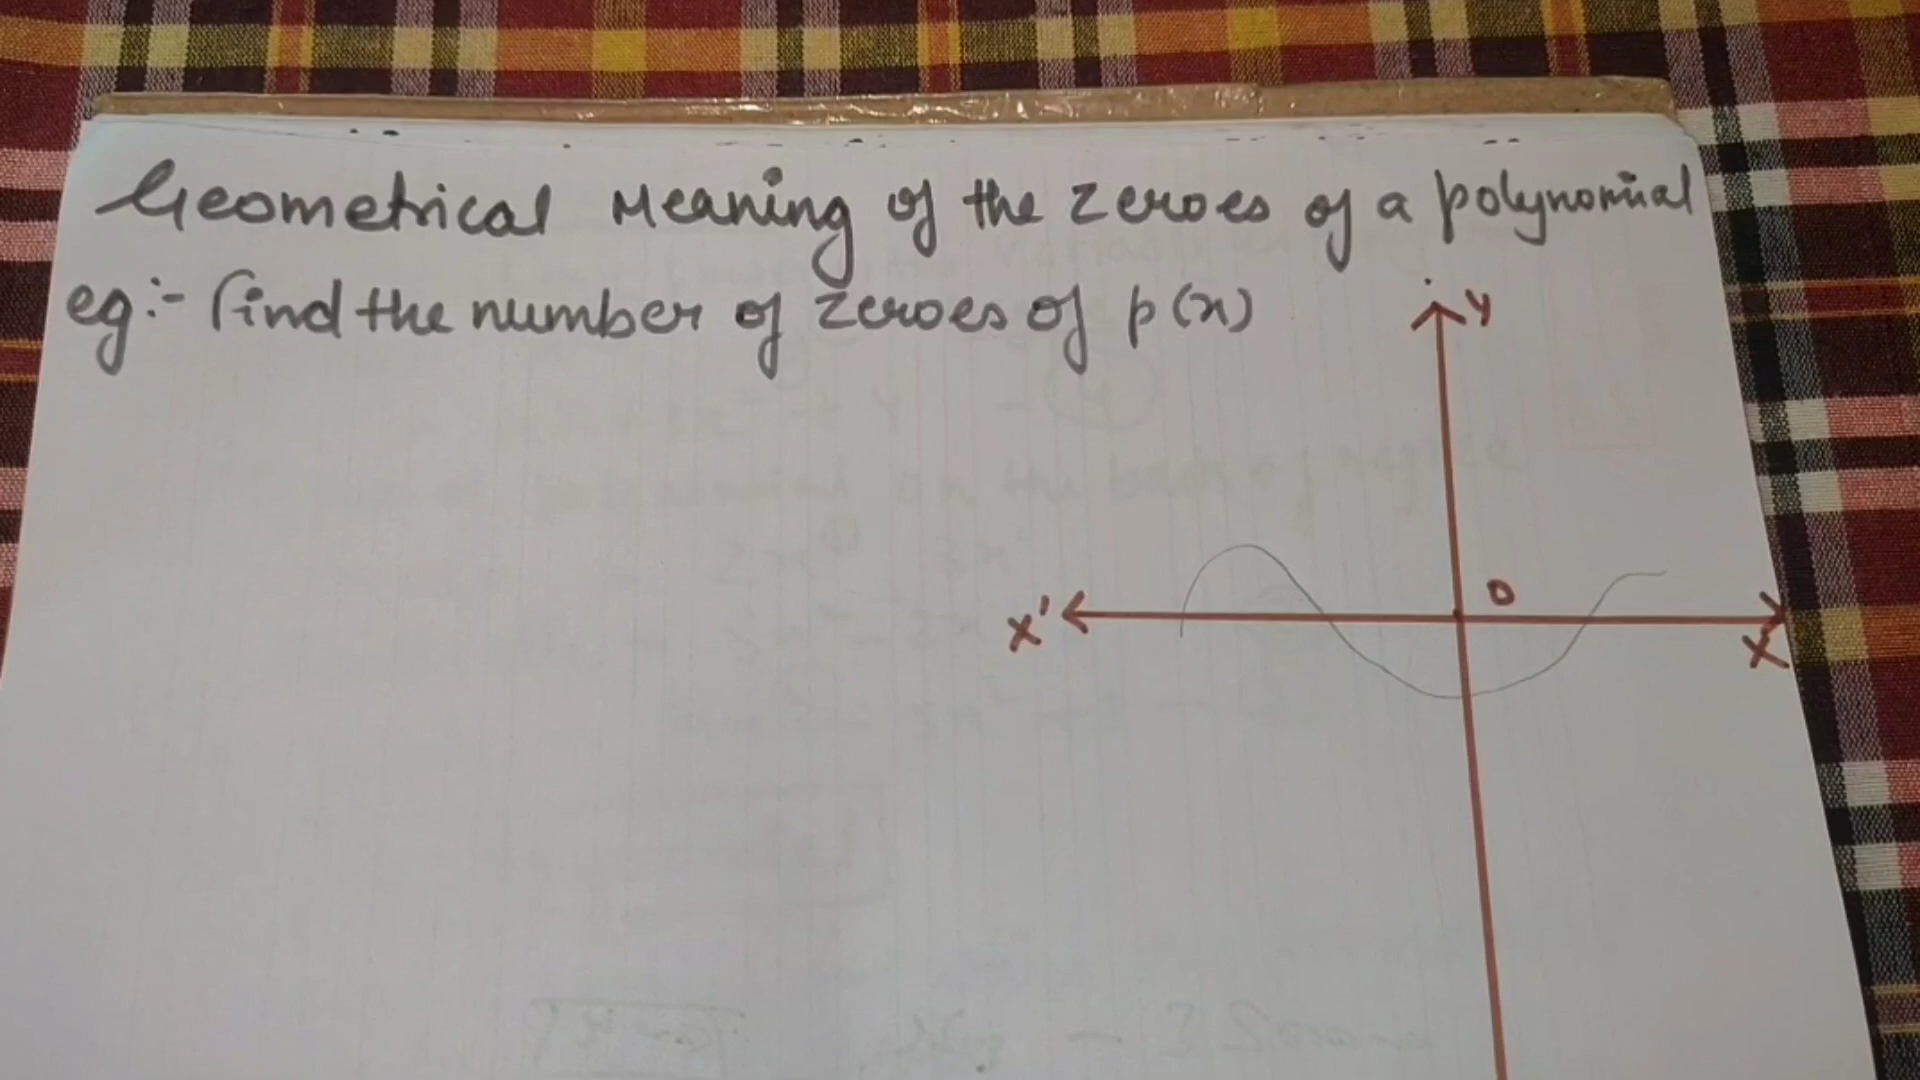 Geometrical Meaning of the zeroes of a polynomial
eg:- find the number of zeroes of p(x)
Y
O
X'
X